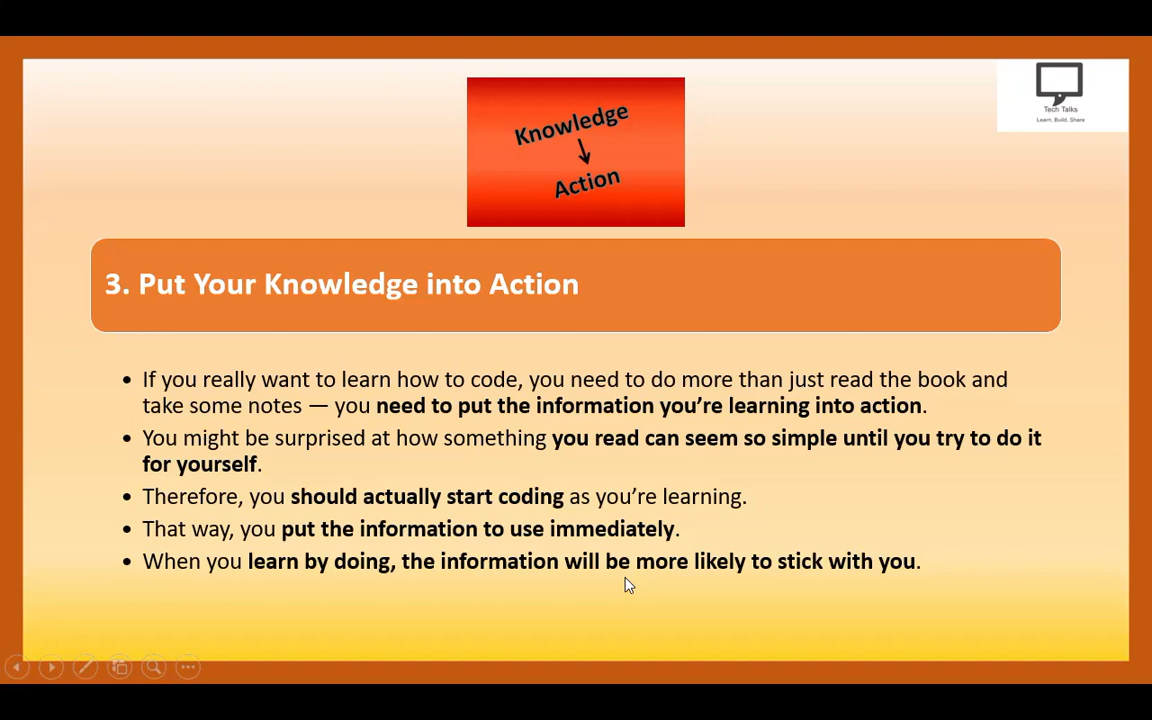 Knowledge
Action
Tech Talks
Learn, Build, Share
3. Put Your Knowledge into Action
• If you really want to learn how to code, you need to do more than just read the book and
take some notes — you need to put the information you’re learning into action.
• You might be surprised at how something you read can seem so simple until you try to do it
for yourself.
• Therefore, you should actually start coding as you’re learning.
• That way, you put the information to use immediately.
• When you learn by doing, the information will be more likely to stick with you.